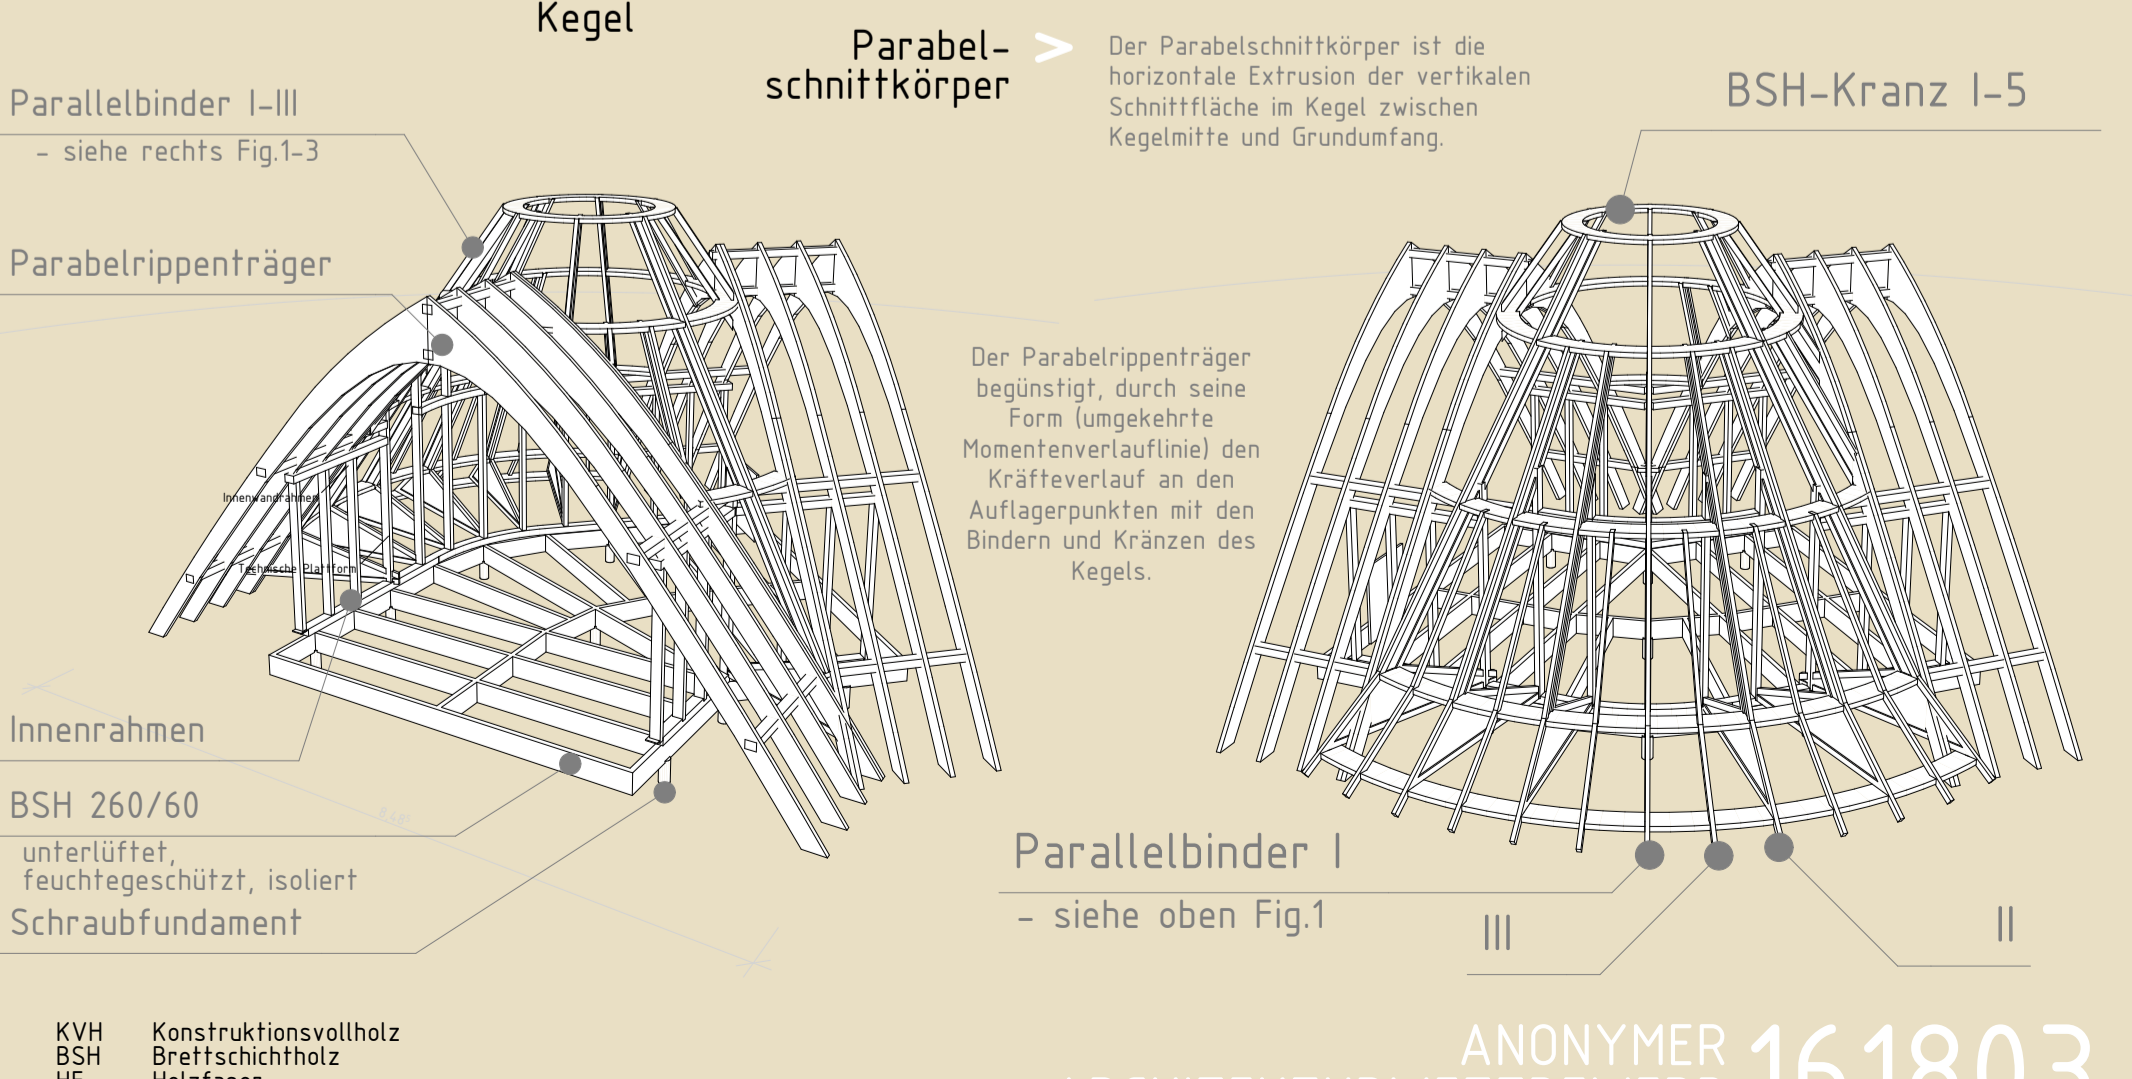 Kegel
Parabel-
schnittkörper
>
Der Parabelschnittkörper ist die
horizontale Extrusion der vertikalen
Schnittfläche im Kegel zwischen
Kegelmitte und Grundumfang.
BSH-Kranz I-5
Parallelbinder I-III
- siehe rechts Fig.1-3
Parabelrippenträger
Der Parabelrippenträger
begünstigt, durch seine
Form (umgekehrte
Momentenverlauflinie) den
Kräfteverlauf an den
Auflagerpunkten mit den
Bindern und Kränzen des
Kegels.
Innenwandrahmen
Technische Plattform
Innenrahmen
BSH 260/60
unterlüftet,
feuchtegeschützt, isoliert
Schraubfundament
Parallelbinder I
- siehe oben Fig.1
III
II
KVH Konstruktionsvollholz
BSH Brettschichtholz
ANONYMER 161803